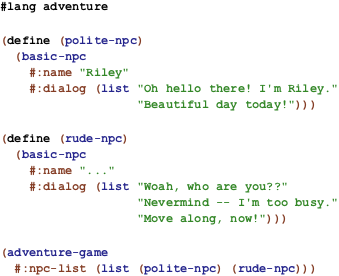 #lang adventure
(define (polite-npc)
  (basic-npc
    #:name "Riley"
    #:dialog (list "Oh hello there! I'm Riley."
                   "Beautiful day today!")))
(define (rude-npc)
  (basic-npc
    #:name "..."
    #:dialog (list "Woah, who are you??"
                   "Nevermind -- I'm too busy."
                   "Move along, now!")))
(adventure-game
  #:npc-list (list (polite-npc) (rude-npc)))